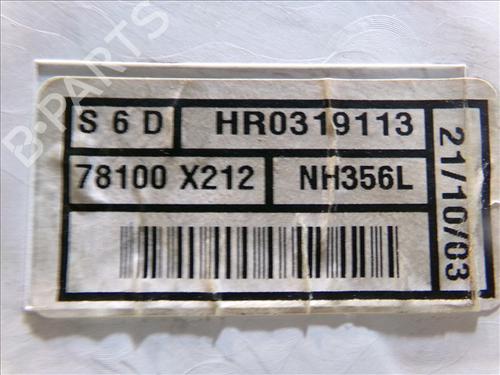 S 6 D HR0319113
78100 X212 NH356L
21/10/03
B-PARTS